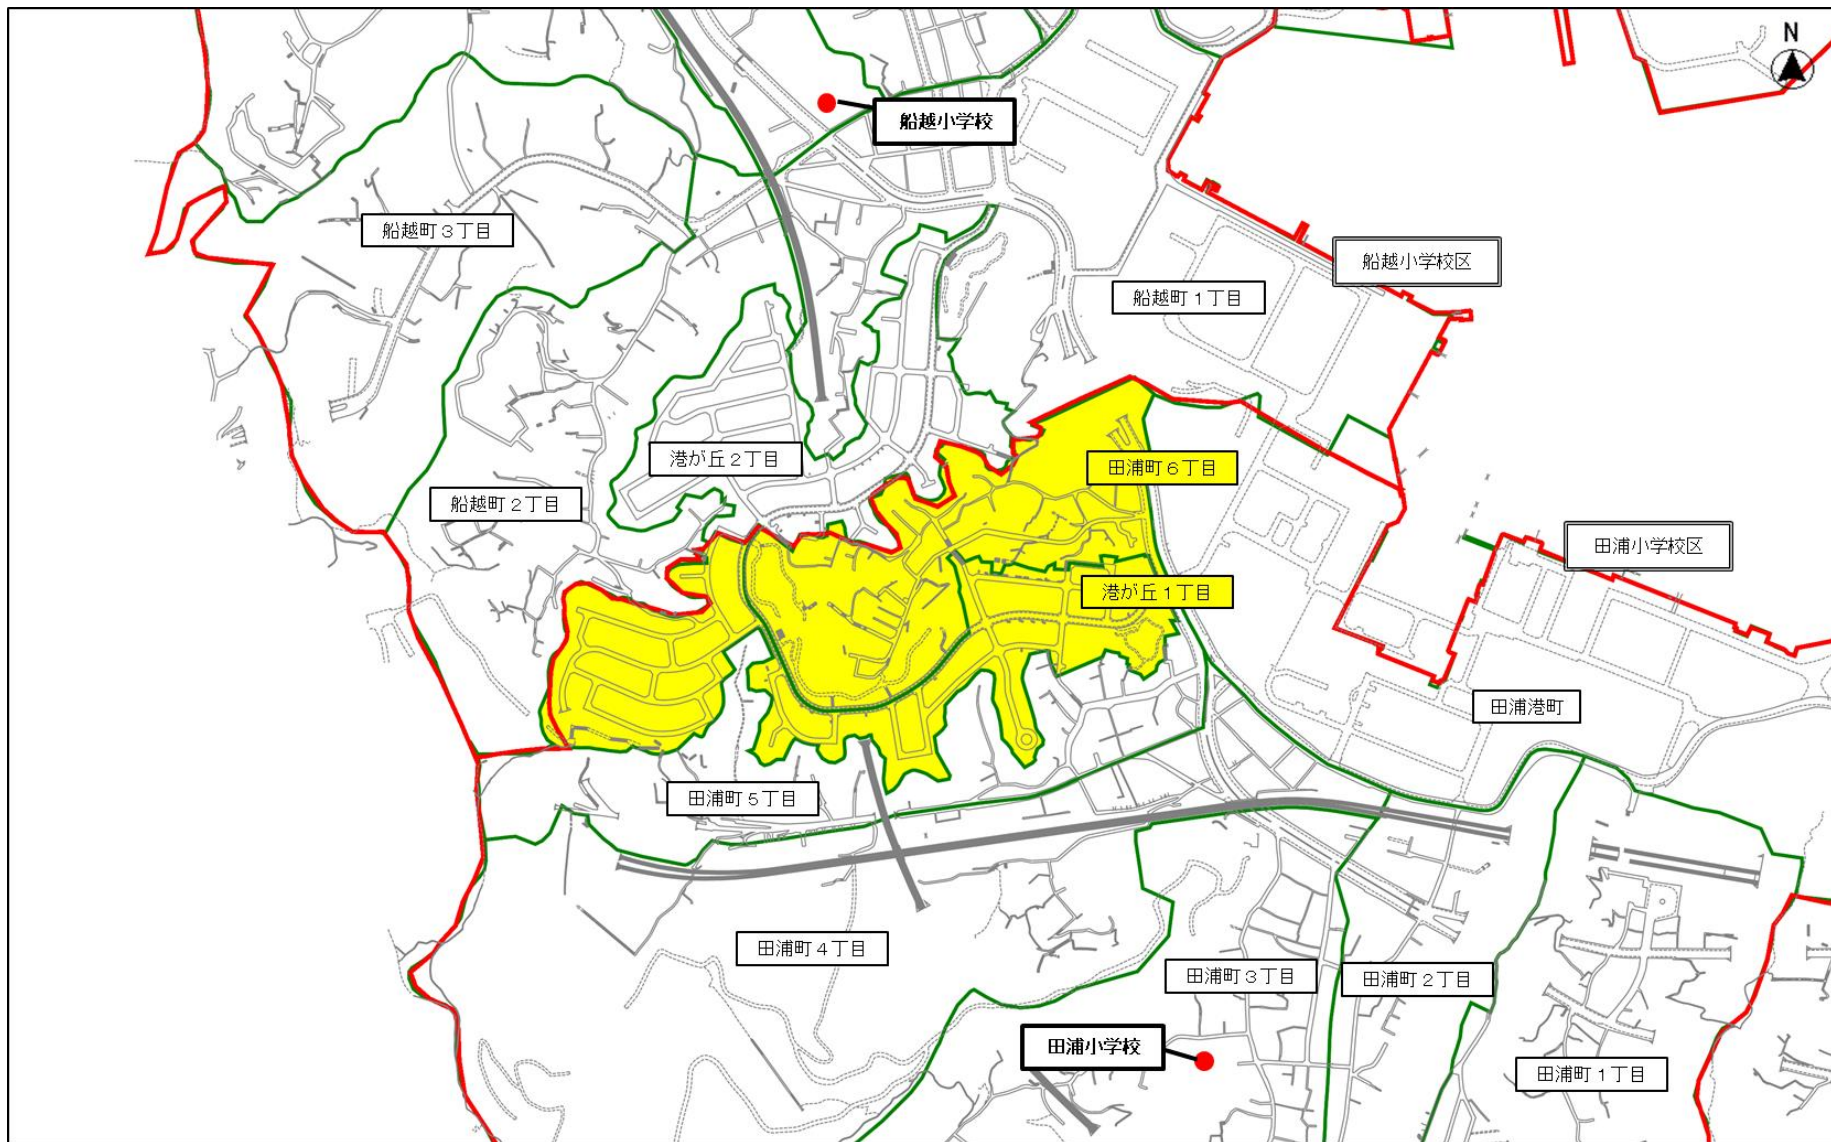 N
船越小学校
船越町３丁目
船越小学校区
船越町１丁目
港が丘２丁目
田浦町６丁目
船越町２丁目
田浦小学校区
港が丘１丁目
田浦港町
田浦町５丁目
田浦町４丁目
田浦町３丁目
田浦町２丁目
田浦小学校
田浦町１丁目